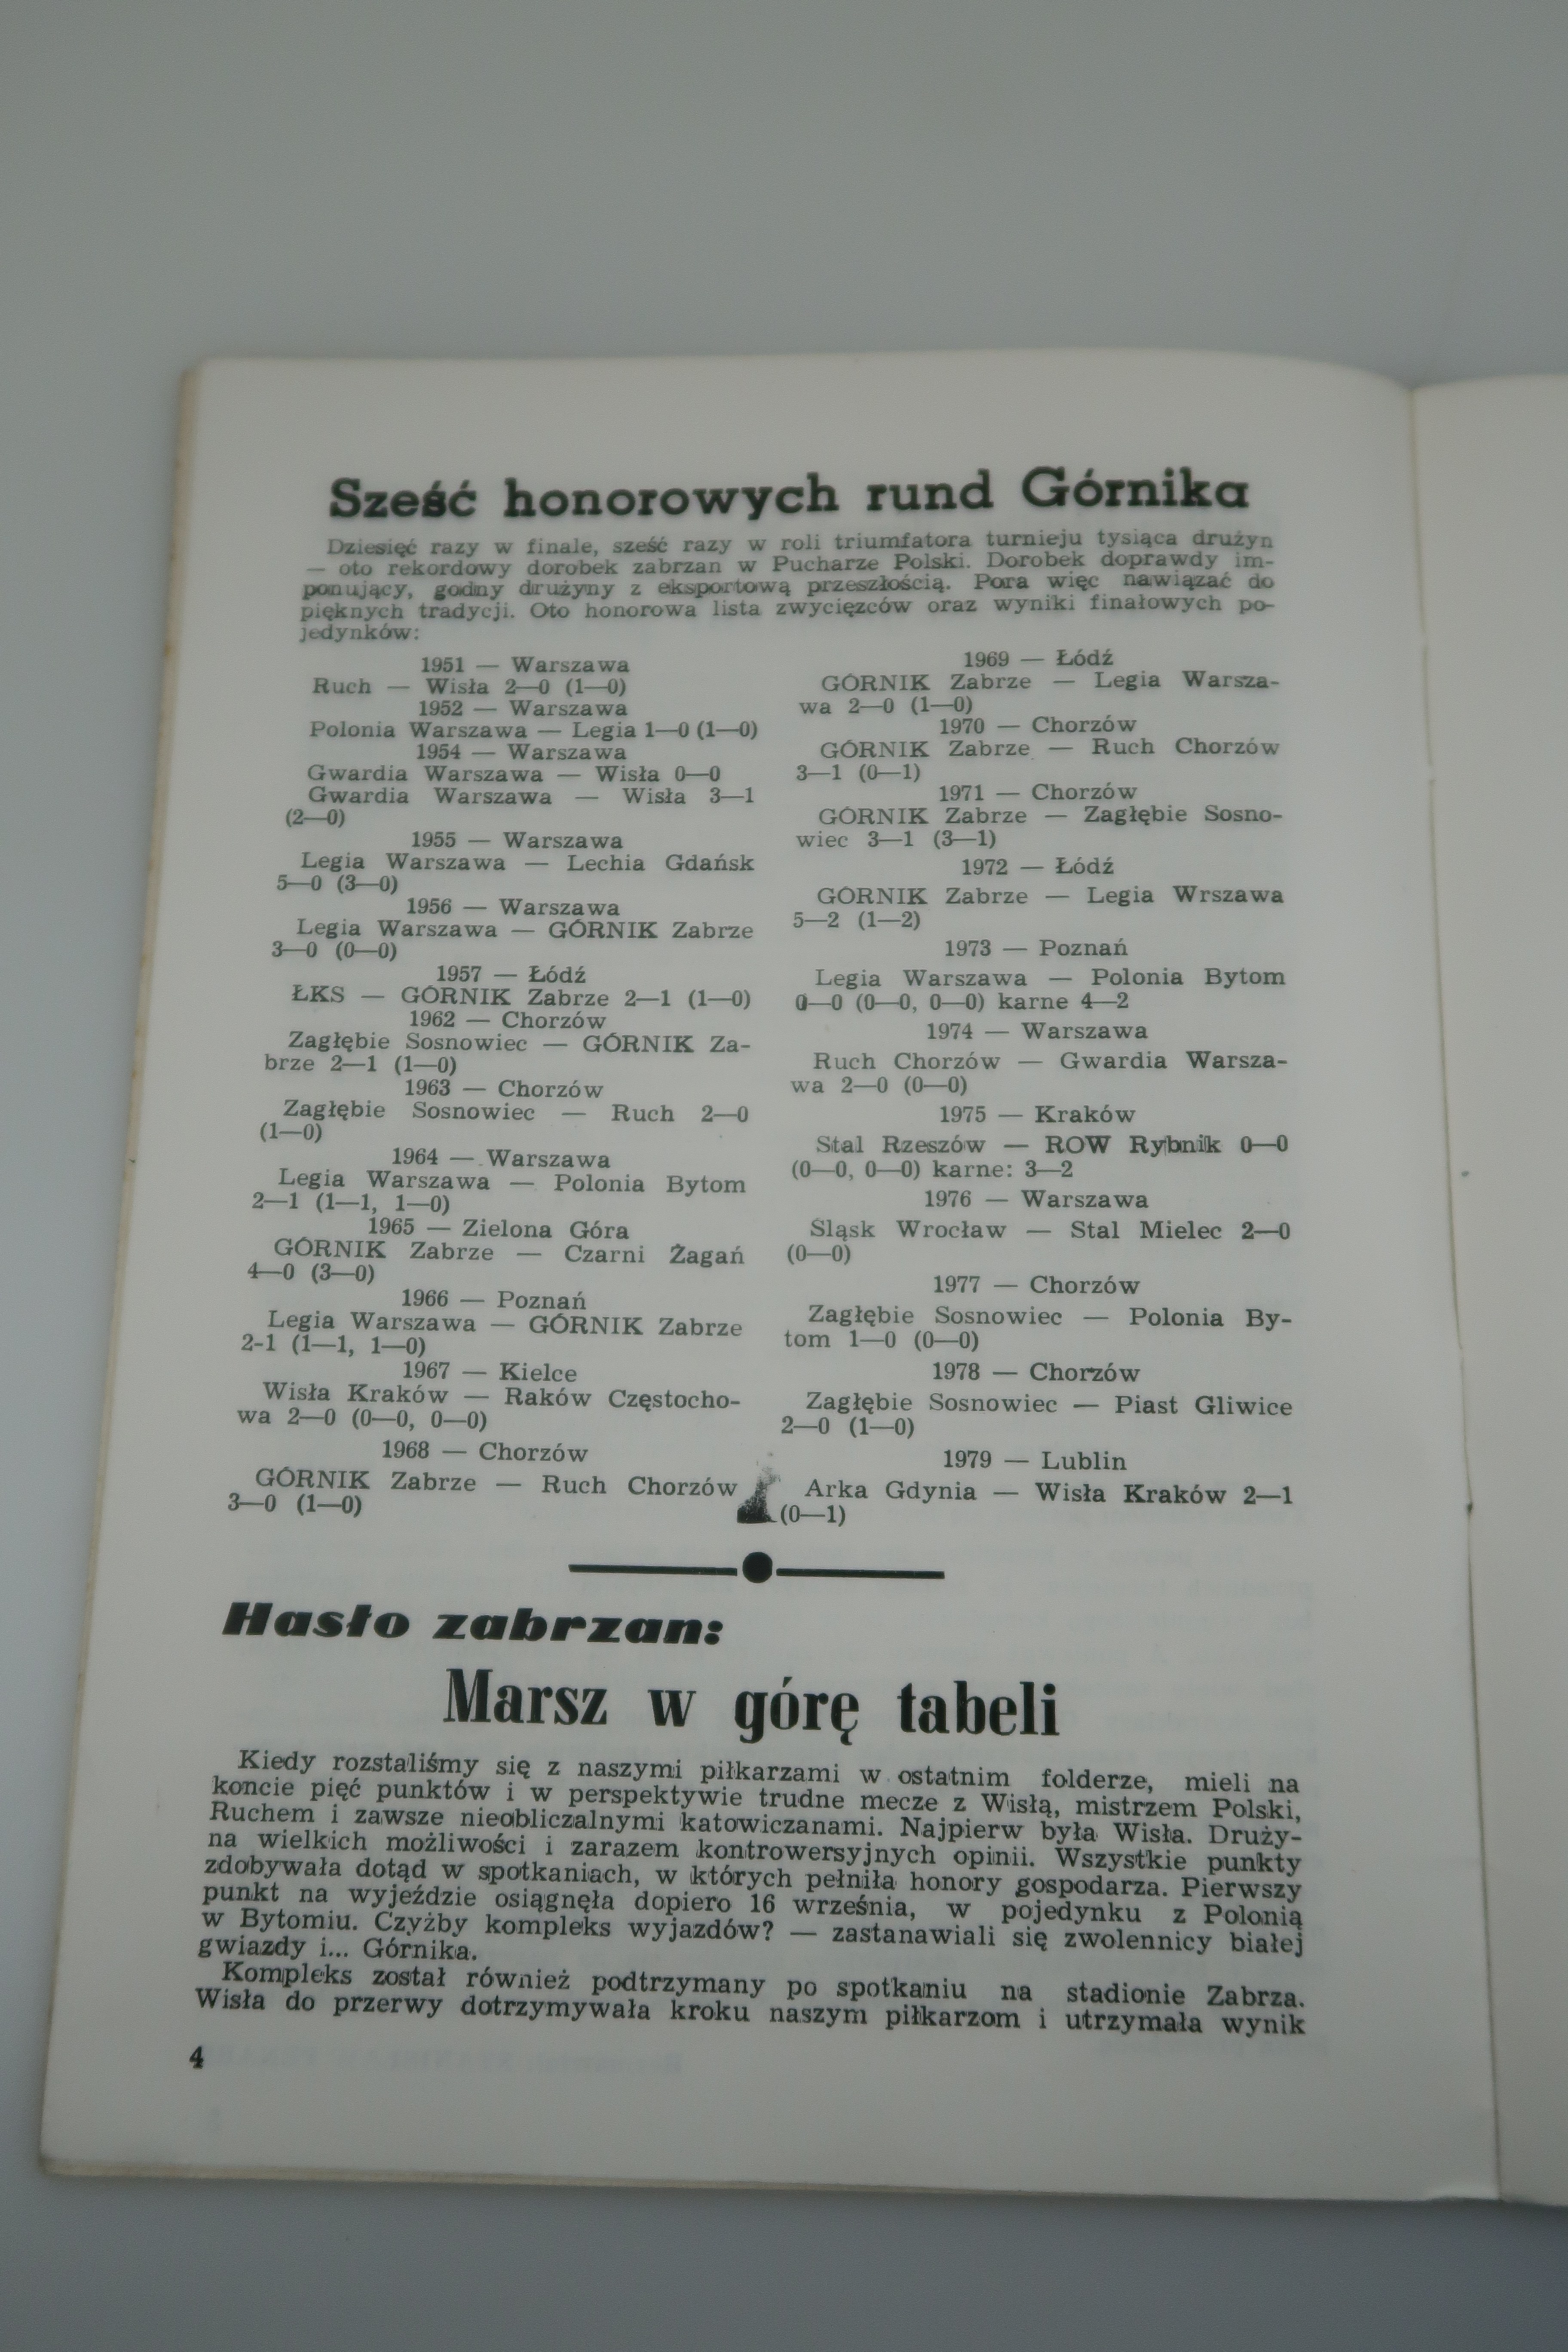 Sześć honorowych rund Górnika
Dziesięć razy w finale, sześć razy w roli triumfatora turnieju tysiąca drużyn
— oto rekordowy dorobek zabrzan w Pucharze Polski. Dorobek doprawdy im-
ponujący, godny drużyny z eksportową przeszłością. Pora więc nawiązać do
pięknych tradycji. Oto honorowa lista zwycięzców oraz wyniki finałowych po-
jedynków:
1951 — Warszawa
Ruch — Wisła 2—0 (1—0)
1952 — Warszawa
Polonia Warszawa — Legia 1—0 (1—0)
1954 — Warszawa
Gwardia Warszawa — Wisła 0—0
Gwardia Warszawa — Wisła 3—1
(2—0)
1955 — Warszawa
Legia Warszawa — Lechia Gdańsk
5—0 (3—0)
1956 — Warszawa
Legia Warszawa — GÓRNIK Zabrze
3—0 (0—0)
1957 — Łódź
ŁKS — GÓRNIK Zabrze 2—1 (1—0)
1962 — Chorzów
Zagłębie Sosnowiec — GÓRNIK Za-
brze 2—1 (1—0)
1963 — Chorzów
Zagłębie Sosnowiec — Ruch 2—0
(1—0)
1964 — Warszawa
Legia Warszawa — Polonia Bytom
2—1 (1—1, 1—0)
1965 — Zielona Góra
GÓRNIK Zabrze — Czarni Żagań
4—0 (3—0)
1966 — Poznań
Legia Warszawa — GÓRNIK Zabrze
2-1 (1—1, 1—0)
1967 — Kielce
Wisła Kraków — Raków Częstocho-
wa 2—0 (0—0, 0—0)
1968 — Chorzów
GÓRNIK Zabrze — Ruch Chorzów
3—0 (1—0)
1969 — Łódź
GÓRNIK Zabrze — Legia Warsza-
wa 2—0 (1—0)
1970 — Chorzów
GÓRNIK Zabrze — Ruch Chorzów
3—1 (0—1)
1971 — Chorzów
GÓRNIK Zabrze — Zagłębie Sosno-
wiec 3—1 (3—1)
1972 — Łódź
GÓRNIK Zabrze — Legia Wrszawa
5—2 (1—2)
1973 — Poznań
Legia Warszawa — Polonia Bytom
0—0 (0—0, 0—0) karne 4—2
1974 — Warszawa
Ruch Chorzów — Gwardia Warsza-
wa 2—0 (0—0)
1975 — Kraków
Stal Rzeszów — ROW Rybnik 0—0
(0—0, 0—0) karne: 3—2
1976 — Warszawa
Śląsk Wrocław — Stal Mielec 2—0
(0—0)
1977 — Chorzów
Zagłębie Sosnowiec — Polonia By-
tom 1—0 (0—0)
1978 — Chorzów
Zagłębie Sosnowiec — Piast Gliwice
2—0 (1—0)
1979 — Lublin
Arka Gdynia — Wisła Kraków 2—1
(0—1)
Hasło zabrzan:
Marsz w górę tabeli
Kiedy rozstaliśmy się z naszymi piłkarzami w ostatnim folderze, mieli na
koncie pięć punktów i w perspektywie trudne mecze z Wisłą, mistrzem Polski,
Ruchem i zawsze nieobliczalnymi katowiczanami. Najpierw była Wisła. Druży-
na wielkich możliwości i zarazem kontrowersyjnych opinii. Wszystkie punkty
zdobywała dotąd w spotkaniach, w których pełniła honory gospodarza. Pierwszy
punkt na wyjeździe osiągnęła dopiero 16 września, w pojedynku z Polonią
w Bytomiu. Czyżby kompleks wyjazdów? — zastanawiali się zwolennicy białej
gwiazdy i... Górnika.
Kompleks został również podtrzymany po spotkaniu na stadionie Zabrza.
Wisła do przerwy dotrzymywała kroku naszym piłkarzom i utrzymała wynik
4